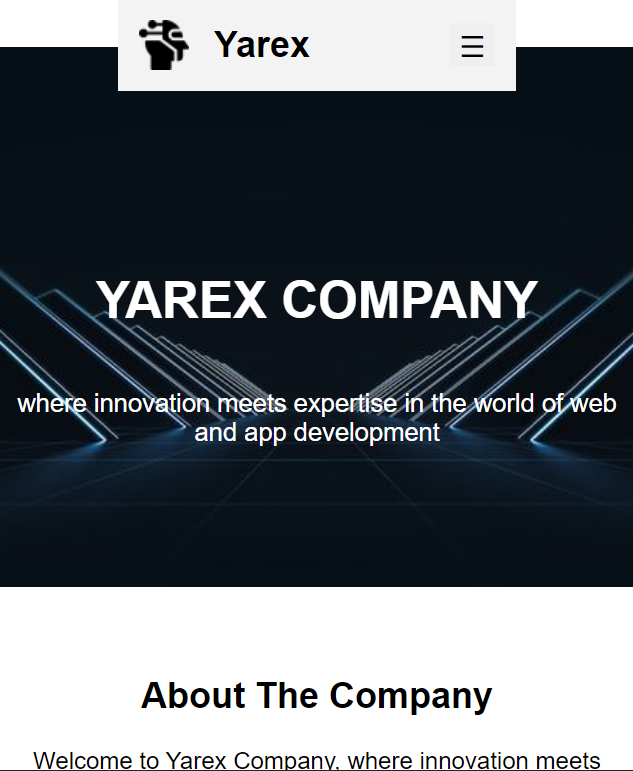 Yarex
☰
YAREX COMPANY
where innovation meets expertise in the world of web
and app development
About The Company
Welcome to Yarex Company, where innovation meets